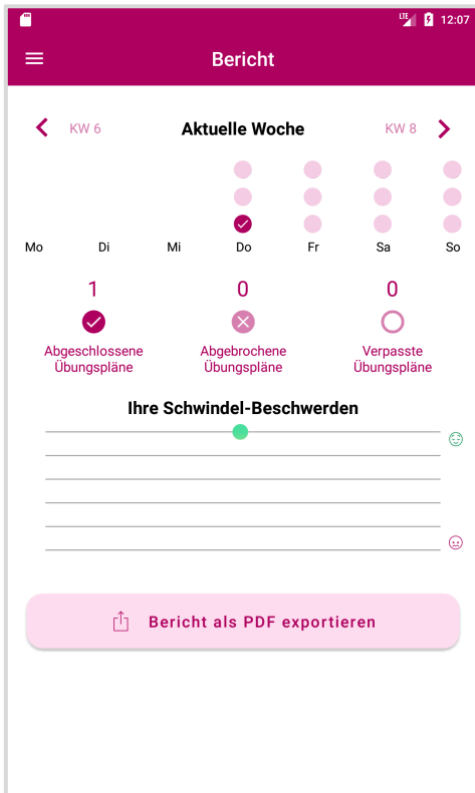 LTE 12:07
Bericht
KW 6 Aktuelle Woche KW 8
Mo Di Mi Do Fr Sa So
1 0 0
Abgeschlossene Abgebrochene Verpasste
Übungspläne Übungspläne Übungspläne
Ihre Schwindel-Beschwerden
Bericht als PDF exportieren